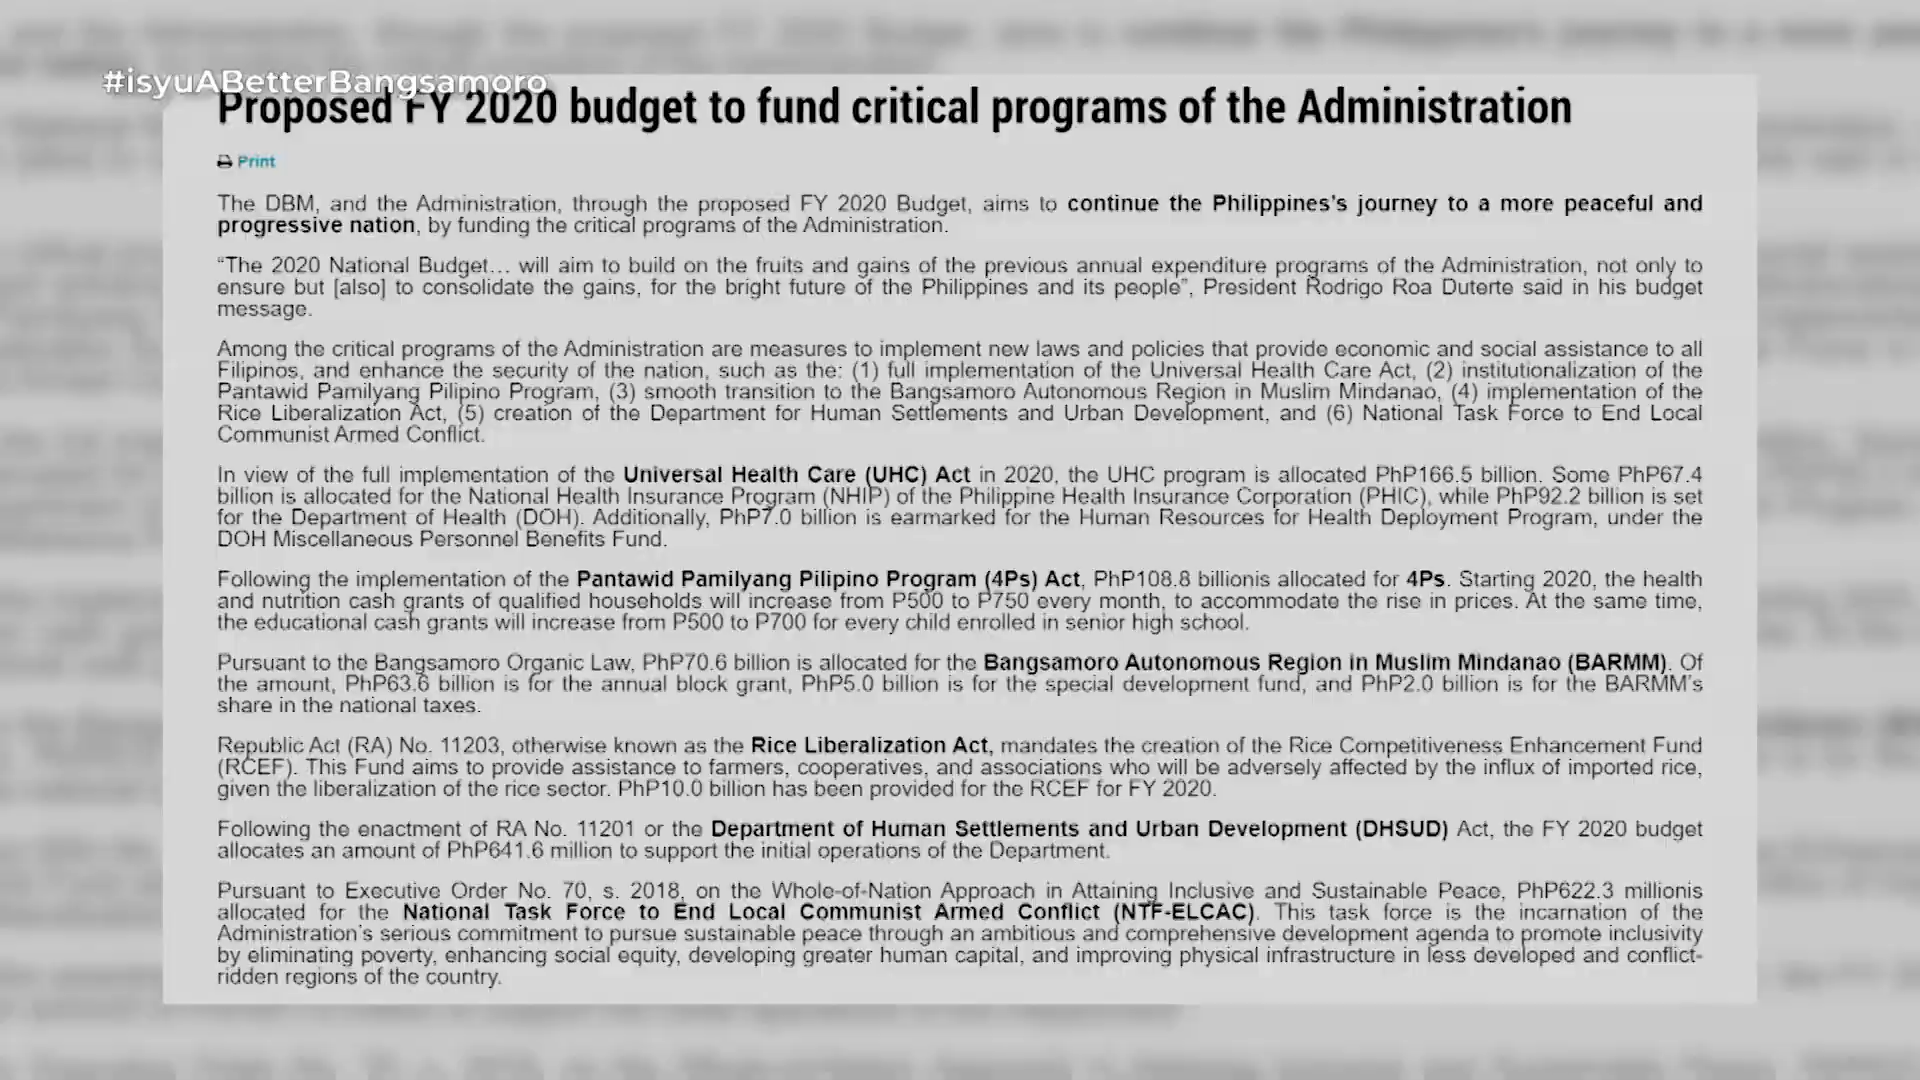 #isyuABetterBangsamoro
Proposed FY 2020 budget to fund critical programs of the Administration
Print
The DBM, and the Administration, through the proposed FY 2020 Budget, aims to continue the Philippines's journey to a more peaceful and
progressive nation, by funding the critical programs of the Administration.
“The 2020 National Budget... will aim to build on the fruits and gains of the previous annual expenditure programs of the Administration, not only to
ensure but [also] to consolidate the gains, for the bright future of the Philippines and its people”, President Rodrigo Roa Duterte said in his budget
message.
Among the critical programs of the Administration are measures to implement new laws and policies that provide economic and social assistance to all
Filipinos, and enhance the security of the nation, such as the: (1) full implementation of the Universal Health Care Act, (2) institutionalization of the
Pantawid Pamilyang Pilipino Program, (3) smooth transition to the Bangsamoro Autonomous Region in Muslim Mindanao, (4) implementation of the
Rice Liberalization Act, (5) creation of the Department for Human Settlements and Urban Development, and (6) National Task Force to End Local
Communist Armed Conflict.
In view of the full implementation of the Universal Health Care (UHC) Act in 2020, the UHC program is allocated PhP166.5 billion. Some PhP67.4
billion is allocated for the National Health Insurance Program (NHIP) of the Philippine Health Insurance Corporation (PHIC), while PhP92.2 billion is set
for the Department of Health (DOH). Additionally, PhP7.0 billion is earmarked for the Human Resources for Health Deployment Program, under the
DOH Miscellaneous Personnel Benefits Fund.
Following the implementation of the Pantawid Pamilyang Pilipino Program (4Ps) Act, PhP108.8 billionis allocated for 4Ps. Starting 2020, the health
and nutrition cash grants of qualified households will increase from P500 to P750 every month, to accommodate the rise in prices. At the same time,
the educational cash grants will increase from P500 to P700 for every child enrolled in senior high school.
Pursuant to the Bangsamoro Organic Law, PhP70.6 billion is allocated for the Bangsamoro Autonomous Region in Muslim Mindanao (BARMM). Of
the amount, PhP63.6 billion is for the annual block grant, PhP5.0 billion is for the special development fund, and PhP2.0 billion is for the BARMM's
share in the national taxes.
Republic Act (RA) No. 11203, otherwise known as the Rice Liberalization Act, mandates the creation of the Rice Competitiveness Enhancement Fund
(RCEF). This Fund aims to provide assistance to farmers, cooperatives, and associations who will be adversely affected by the influx of imported rice,
given the liberalization of the rice sector. PhP10.0 billion has been provided for the RCEF for FY 2020.
Following the enactment of RA No. 11201 or the Department of Human Settlements and Urban Development (DHSUD) Act, the FY 2020 budget
allocates an amount of PhP641.6 million to support the initial operations of the Department.
Pursuant to Executive Order No. 70, s. 2018, on the Whole-of-Nation Approach in Attaining Inclusive and Sustainable Peace, PhP622.3 millionis
allocated for the National Task Force to End Local Communist Armed Conflict (NTF-ELCAC). This task force is the incarnation of the
Administration's serious commitment to pursue sustainable peace through an ambitious and comprehensive development agenda to promote inclusivity
by eliminating poverty, enhancing social equity, developing greater human capital, and improving physical infrastructure in less developed and conflict-
ridden regions of the country.